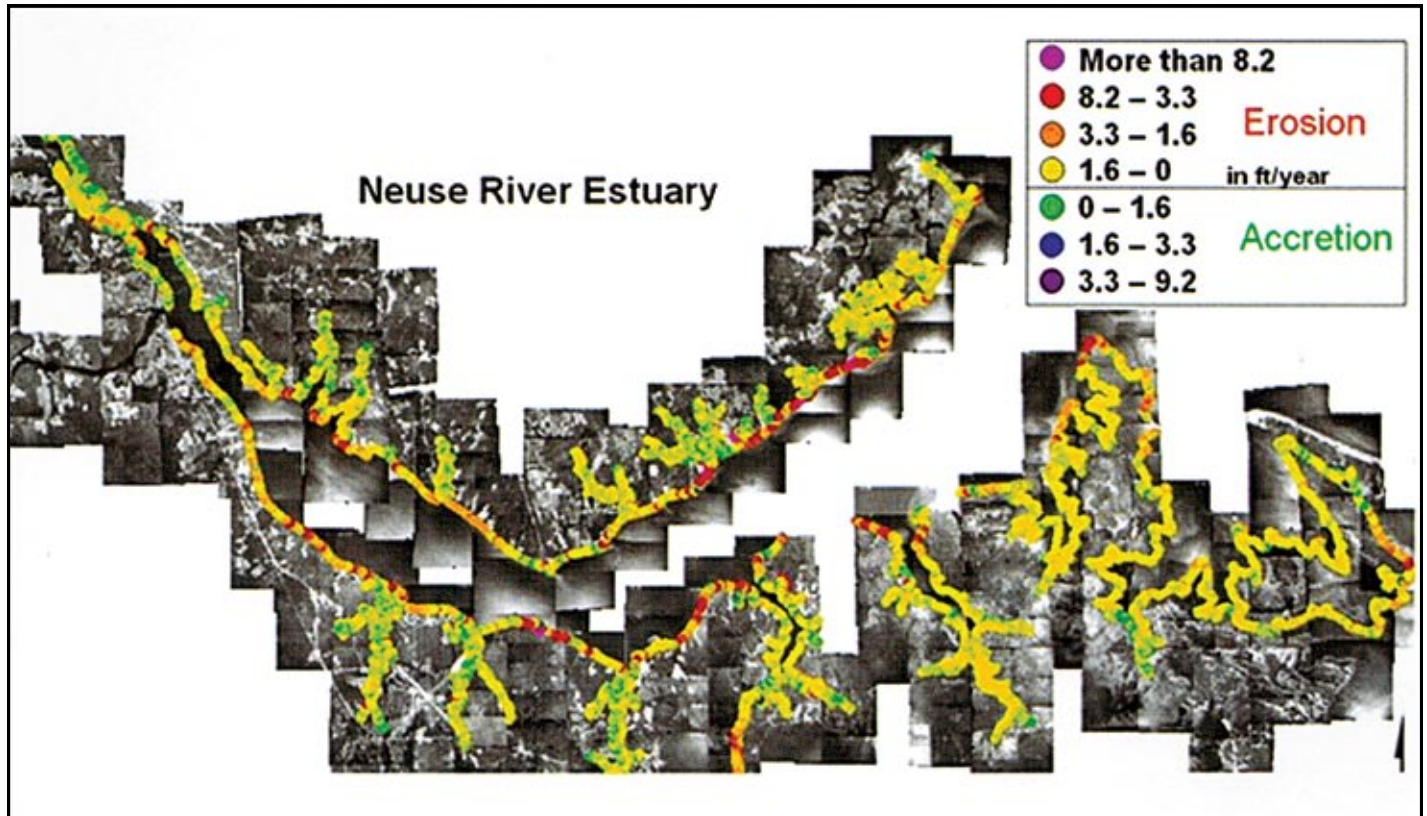 Neuse River Estuary
More than 8.2
8.2 – 3.3
3.3 – 1.6
1.6 – 0
Erosion
in ft/year
0 – 1.6
1.6 – 3.3
3.3 – 9.2
Accretion